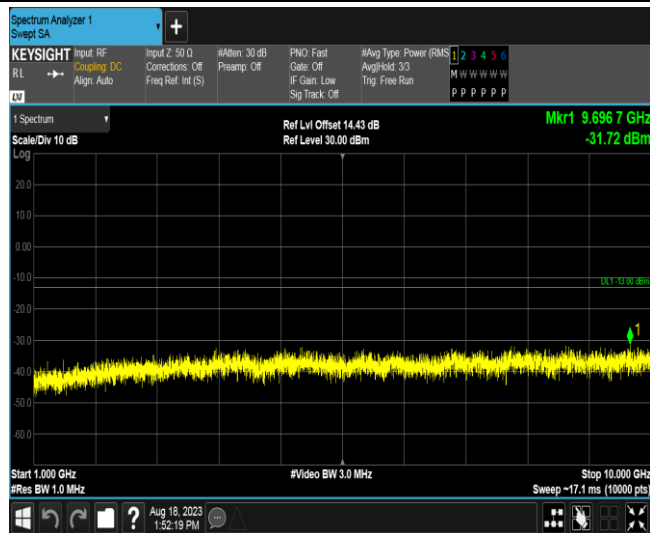 Spectrum Analyzer 1
Swept SA
+
KEYSIGHT
RL
LXI
Input: RF
Coupling: DC
Align: Auto
Input Z: 50 Ω
Corrections: Off
Freq Ref: Int (S)
#Atten: 30 dB
Preamp: Off
PNO: Fast
Gate: Off
IF Gain: Low
Sig Track: Off
#Avg Type: Power (RMS
Avg|Hold: 3/3
Trig: Free Run
1 2 3 4 5 6
M W W W W W
P P P P P P
1 Spectrum
Scale/Div 10 dB
Log
Ref Lvl Offset 14.43 dB
Ref Level 30.00 dBm
Mkr1 9.696 7 GHz
-31.72 dBm
20.0
10.0
0.00
-10.0
DL1 -13.00 dBm
-20.0
-30.0
1
-40.0
-50.0
-60.0
Start 1.000 GHz
#Res BW 1.0 MHz
#Video BW 3.0 MHz
Stop 10.000 GHz
Sweep ~17.1 ms (10000 pts)
?
Aug 18, 2023
1:52:19 PM